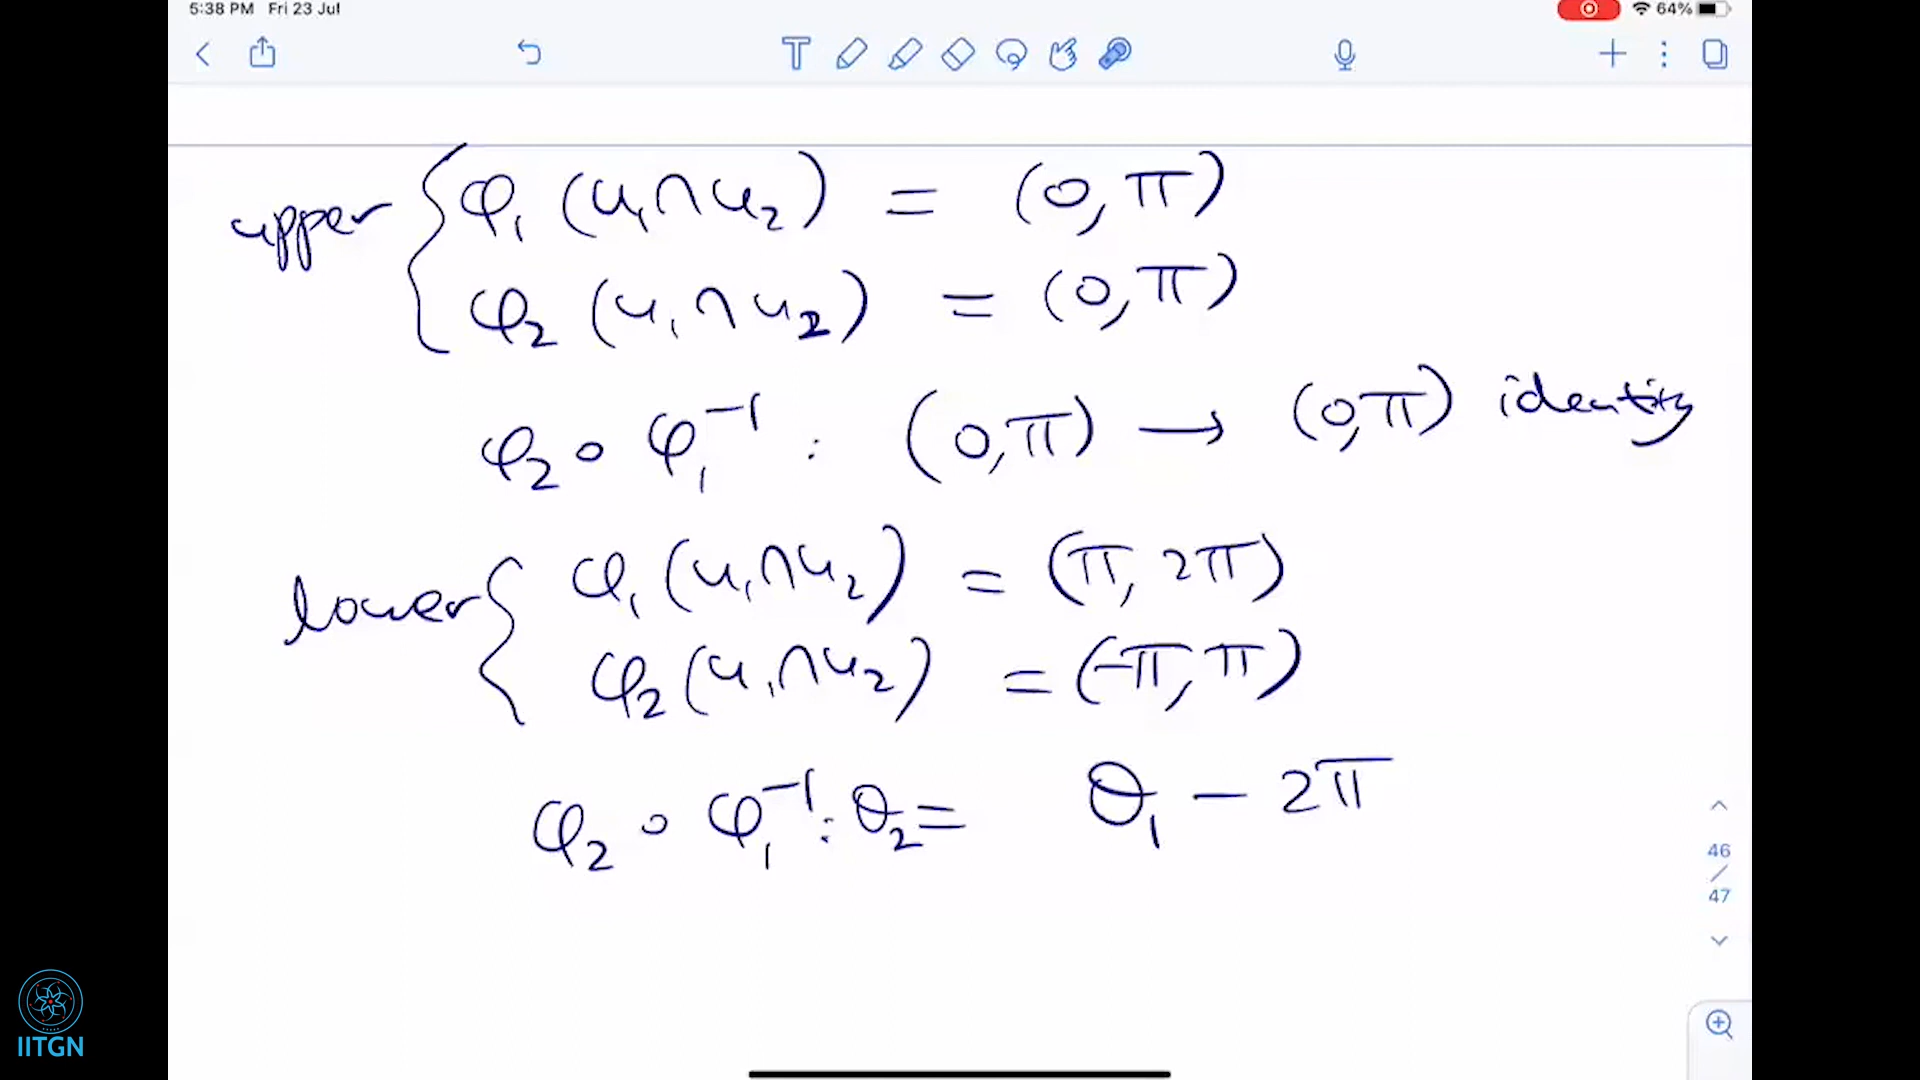 5:38 PM Fri 23 Jul 64%
upper { φ₁ (u₁∩u₂) = (0, π)
φ₂ (u₁∩u₂) = (0, π)
φ₂ ∘ φ₁⁻¹ : (0, π) → (0, π) identity
lower { φ₁ (u₁∩u₂) = (π, 2π)
φ₂ (u₁∩u₂) = (-π, π)
φ₂ ∘ φ₁⁻¹ : θ₂ = θ₁ - 2π
46
/
47
IITGN